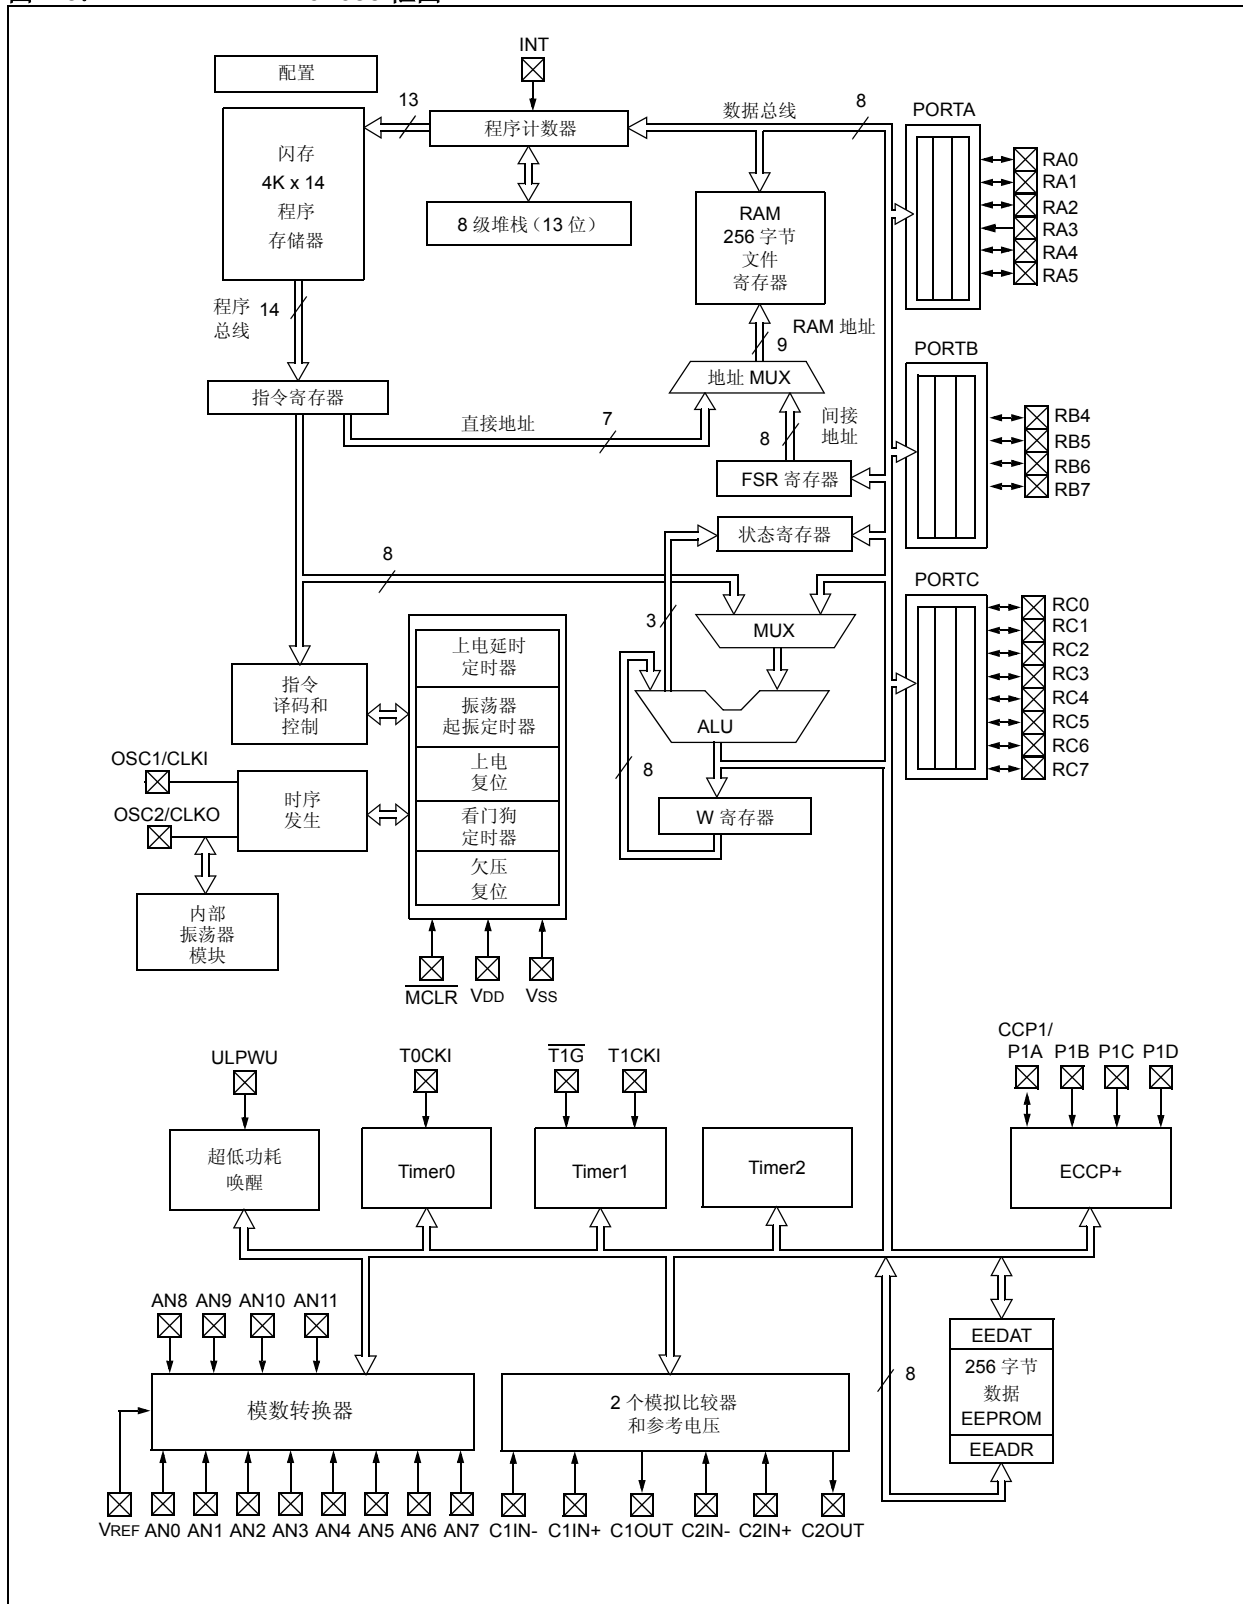 INT
配置
13
程序计数器
数据总线
8
PORTA
闪存
4K x 14
程序
存储器
8 级堆栈（13 位）
RAM
256 字节
文件
寄存器
RA0
RA1
RA2
RA3
RA4
RA5
程序
总线
14
RAM 地址
9
PORTB
地址 MUX
指令寄存器
直接地址
7
8
间接
地址
FSR 寄存器
RB4
RB5
RB6
RB7
状态寄存器
8
PORTC
3
MUX
RC0
RC1
RC2
RC3
RC4
RC5
RC6
RC7
上电延时
定时器
振荡器
起振定时器
上电
复位
看门狗
定时器
欠压
复位
指令
译码和
控制
ALU
8
W 寄存器
OSC1/CLKI
OSC2/CLKO
时序
发生
内部
振荡器
模块
MCLR
VDD
VSS
CCP1/
P1A
P1B
P1C
P1D
ULPWU
T0CKI
T1G
T1CKI
超低功耗
唤醒
Timer0
Timer1
Timer2
ECCP+
AN8
AN9
AN10
AN11
模数转换器
2 个模拟比较器
和参考电压
8
EEDAT
256 字节
数据
EEPROM
EEADR
VREF
AN0
AN1
AN2
AN3
AN4
AN5
AN6
AN7
C1IN-
C1IN+
C1OUT
C2IN-
C2IN+
C2OUT